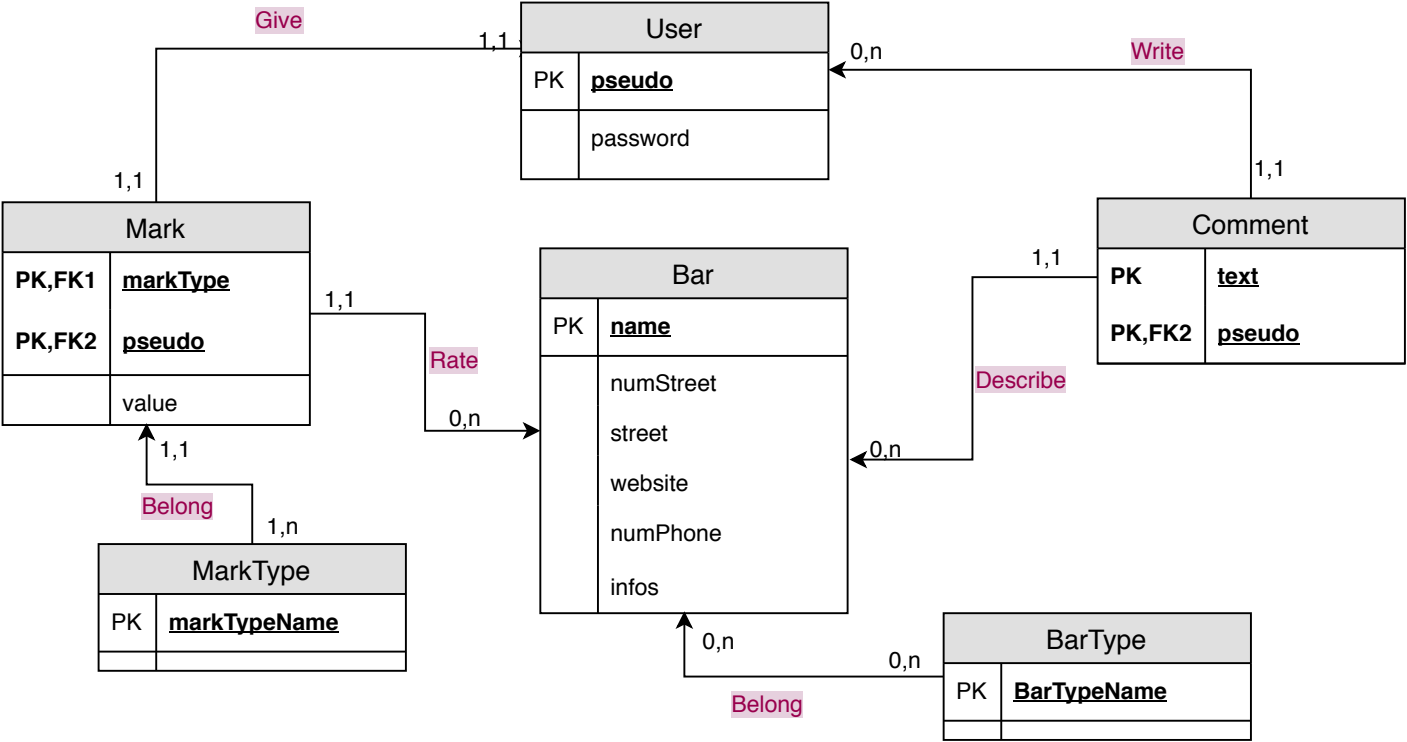 Give
1,1
User
PK pseudo
password
0,n
Write
1,1
1,1
Mark
PK,FK1 markType
PK,FK2 pseudo
value
1,1
Rate
0,n
Bar
PK name
numStreet
street
website
numPhone
infos
Comment
PK text
PK,FK2 pseudo
1,1
Describe
0,n
1,1
Belong
1,n
MarkType
PK markTypeName
0,n
0,n
Belong
BarType
PK BarTypeName